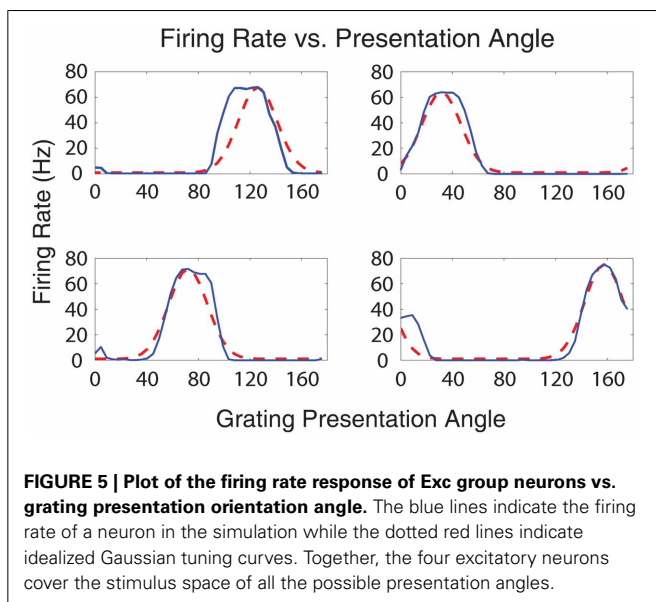 Firing Rate vs. Presentation Angle
Firing Rate (Hz)
80
60
40
20
0
0 40 80 120 160
80
60
40
20
0
0 40 80 120 160
80
60
40
20
0
0 40 80 120 160
80
60
40
20
0
0 40 80 120 160
Grating Presentation Angle
FIGURE 5 | Plot of the firing rate response of Exc group neurons vs.
grating presentation orientation angle. The blue lines indicate the firing
rate of a neuron in the simulation while the dotted red lines indicate
idealized Gaussian tuning curves. Together, the four excitatory neurons
cover the stimulus space of all the possible presentation angles.